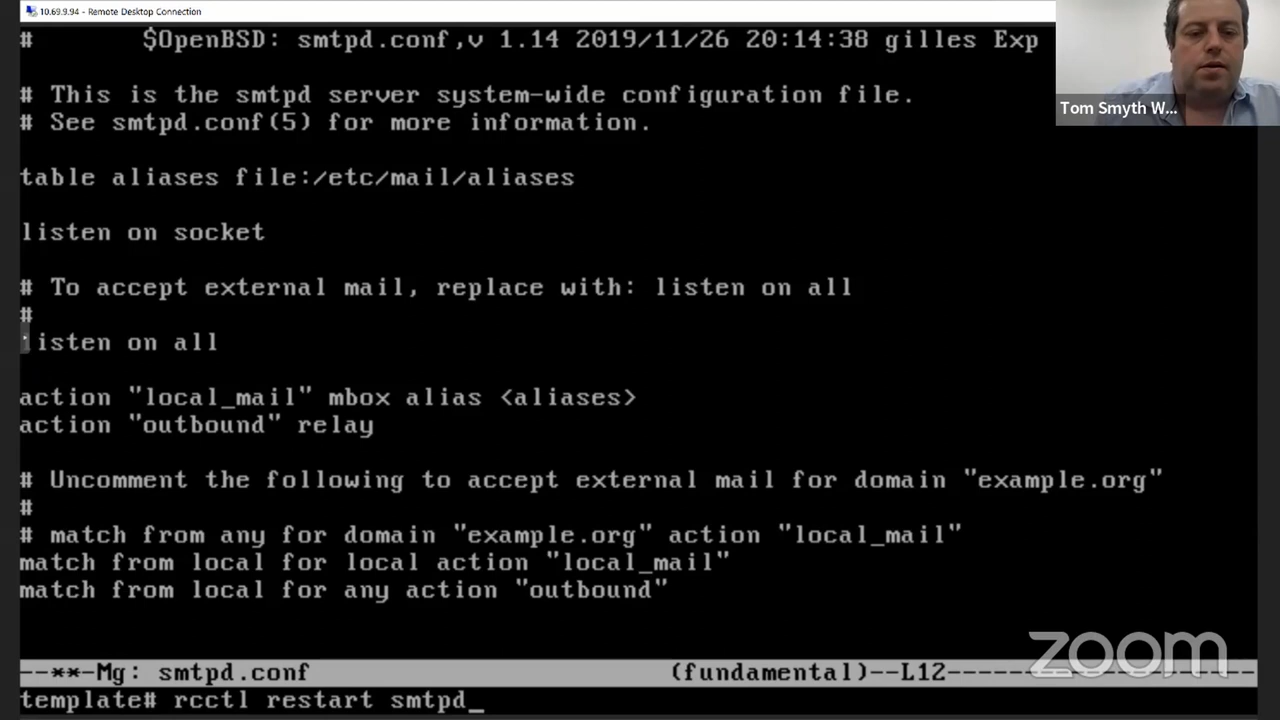 10.69.9.94 - Remote Desktop Connection
# $OpenBSD: smtpd.conf,v 1.14 2019/11/26 20:14:38 gilles Exp
Tom Smyth W...
# This is the smtpd server system-wide configuration file.
# See smtpd.conf(5) for more information.
table aliases file:/etc/mail/aliases
listen on socket
# To accept external mail, replace with: listen on all
#
listen on all
action "local_mail" mbox alias <aliases>
action "outbound" relay
# Uncomment the following to accept external mail for domain "example.org"
#
# match from any for domain "example.org" action "local_mail"
match from local for local action "local_mail"
match from local for any action "outbound"
zoom
--**-Mg: smtpd.conf (fundamental)--L12--------------------
template# rcctl restart smtpd_